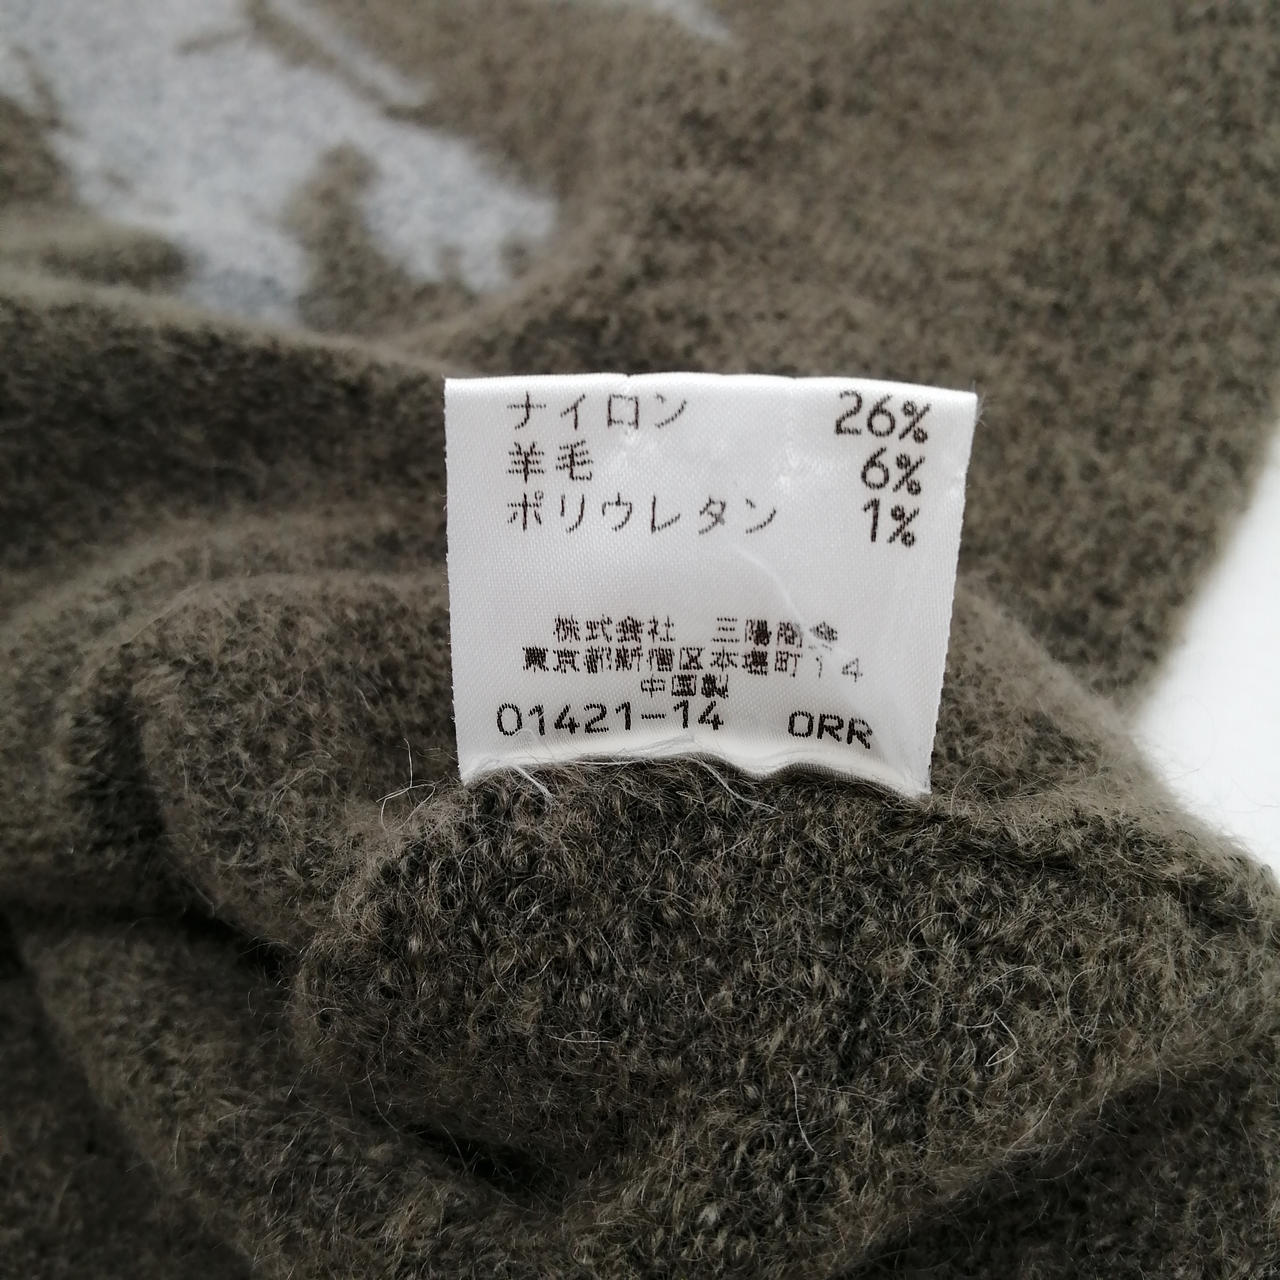 ナイロン 26%
羊毛 6%
ポリウレタン 1%
株式会社 三陽商会
東京都新宿区本塩町14
中国製
01421-14 ORR